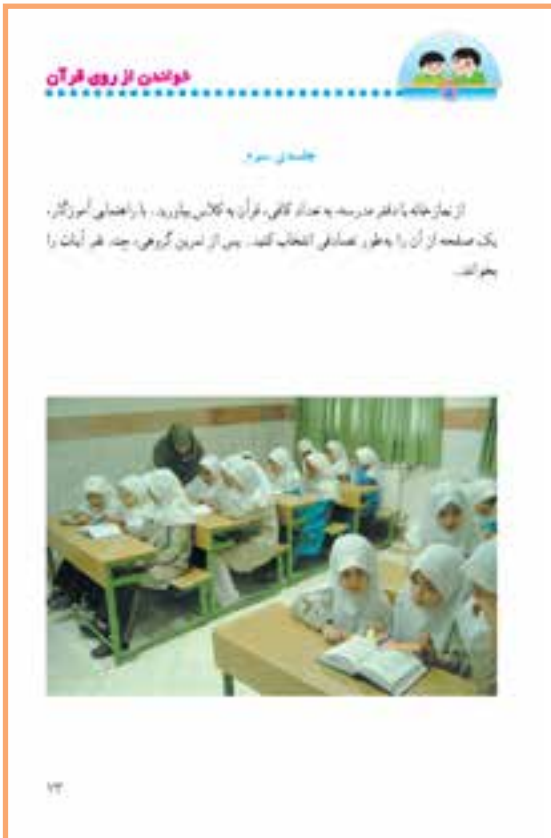 خواندن از روی قرآن
جلسه‌ی سوم
از نمازخانه یا دفتر مدرسه، به تعداد کافی، قرآن به کلاس بیاورید. با راهنمایی آموزگار،
یک صفحه از آن را به‌طور تصادفی انتخاب کنید. پس از تمرین گروهی، چند نفر آیات را
بخوانند.
۷۳